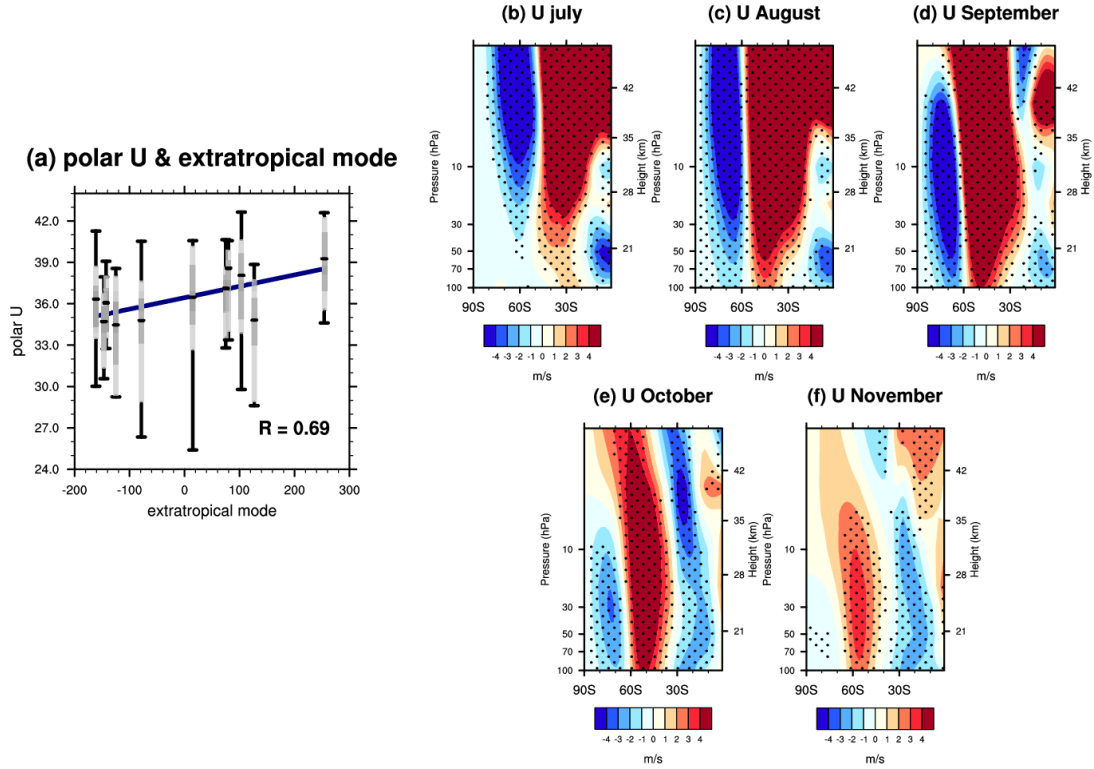 (a) polar U & extratropical mode
polar U
42.0
39.0
36.0
33.0
30.0
27.0
24.0
R = 0.69
-200 -100 0 100 200 300
extratropical mode
(b) U july
Pressure (hPa)
10
30
50
70
100
42
35
28
21
Height (km)
90S 60S 30S
-4 -3 -2 -1 0 1 2 3 4
m/s
(c) U August
Pressure (hPa)
10
30
50
70
100
42
35
28
21
Height (km)
90S 60S 30S
-4 -3 -2 -1 0 1 2 3 4
m/s
(d) U September
Pressure (hPa)
10
30
50
70
100
42
35
28
21
Height (km)
90S 60S 30S
-4 -3 -2 -1 0 1 2 3 4
m/s
(e) U October
Pressure (hPa)
10
30
50
70
100
42
35
28
21
Height (km)
90S 60S 30S
-4 -3 -2 -1 0 1 2 3 4
m/s
(f) U November
Pressure (hPa)
10
30
50
70
100
42
35
28
21
Height (km)
90S 60S 30S
-4 -3 -2 -1 0 1 2 3 4
m/s